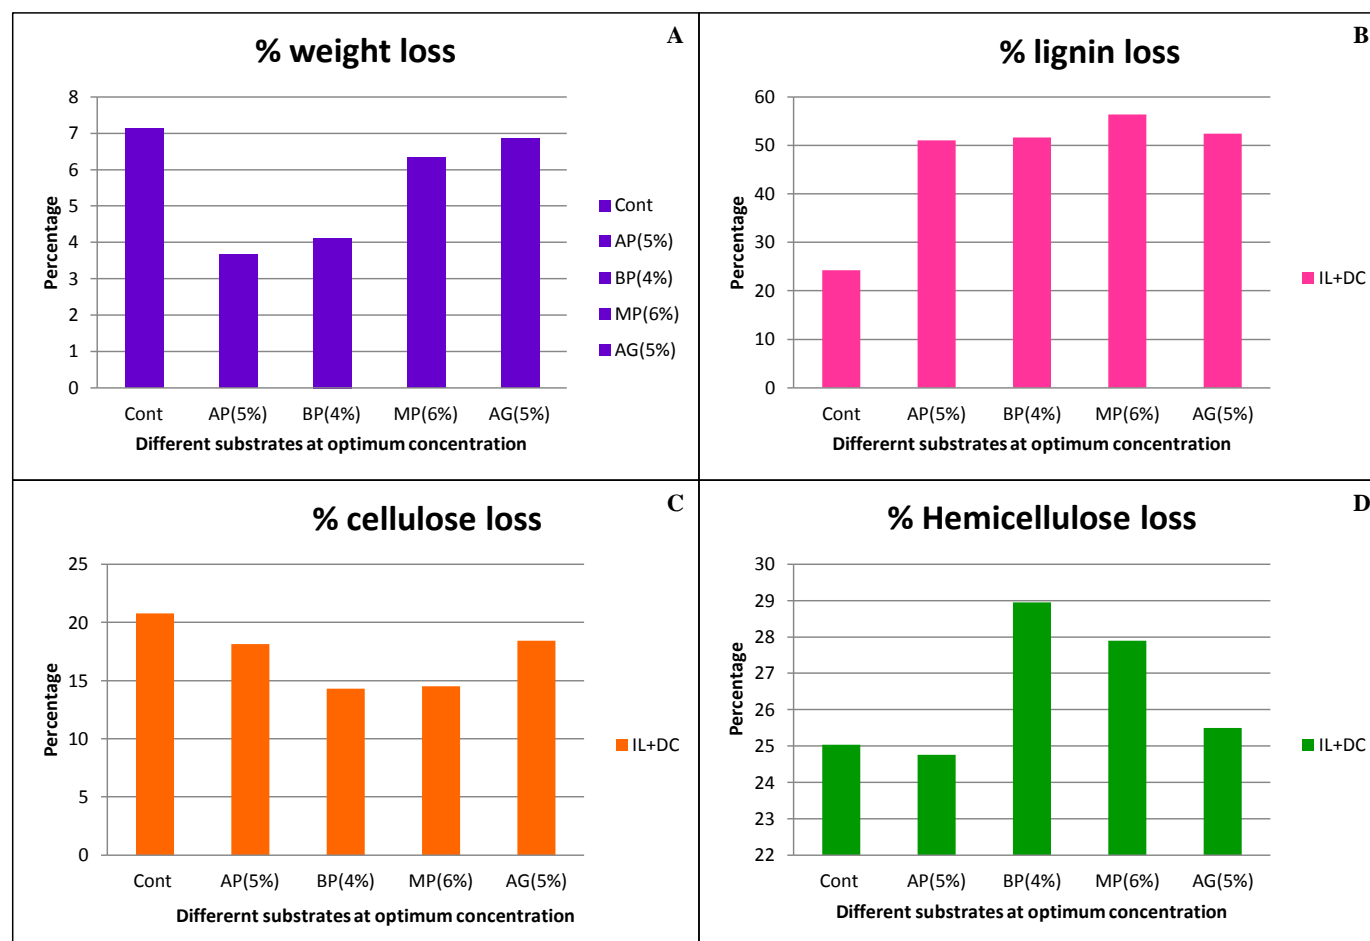 A
% weight loss
8
7
6
5
4
3
2
1
0
Percentage
Cont AP(5%) BP(4%) MP(6%) AG(5%)
Differernt substrates at optimum concentration
Cont
AP(5%)
BP(4%)
MP(6%)
AG(5%)
B
% lignin loss
60
50
40
30
20
10
0
Percentage
Cont AP(5%) BP(4%) MP(6%) AG(5%)
Differernt substrates at optimum concentration
IL+DC
C
% cellulose loss
25
20
15
10
5
0
Percentage
Cont AP(5%) BP(4%) MP(6%) AG(5%)
Differernt substrates at optimum concentration
IL+DC
D
% Hemicellulose loss
30
29
28
27
26
25
24
23
22
Percentage
Cont AP(5%) BP(4%) MP(6%) AG(5%)
Differernt substrates at optimum concentration
IL+DC